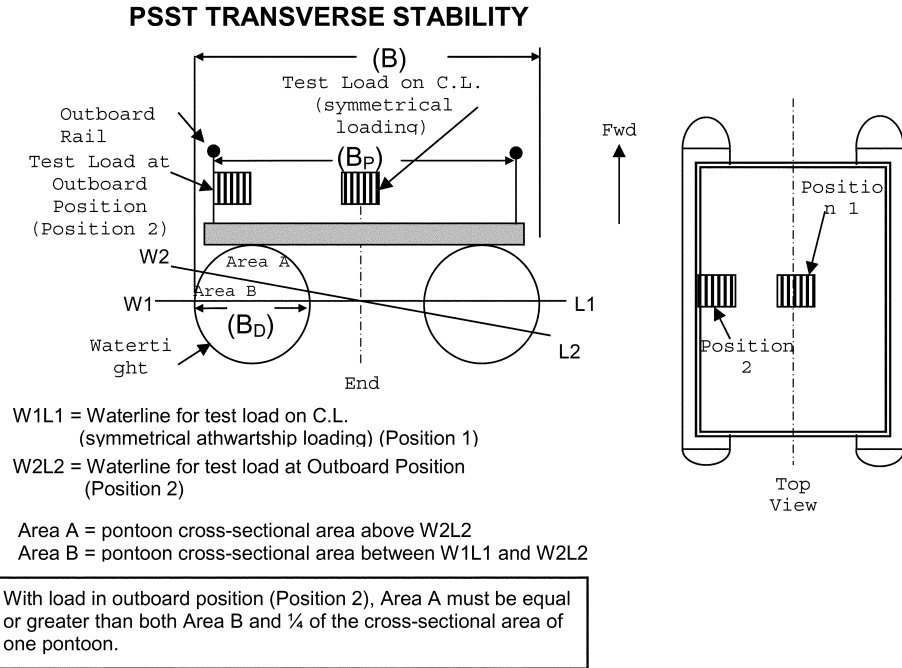 PSST TRANSVERSE STABILITY
(B)
Test Load on C.L.
(symmetrical
loading)
Outboard
Rail
(BP)
Test Load at
Outboard
Position
(Position 2)
W2
Area A
Area B
W1
L1
(BD)
L2
Waterti
ght
End
Fwd
Positio
n 1
Position
2
Top
View
W1L1 = Waterline for test load on C.L.
(symmetrical athwartship loading) (Position 1)
W2L2 = Waterline for test load at Outboard Position
(Position 2)
Area A = pontoon cross-sectional area above W2L2
Area B = pontoon cross-sectional area between W1L1 and W2L2
With load in outboard position (Position 2), Area A must be equal
or greater than both Area B and ¼ of the cross-sectional area of
one pontoon.